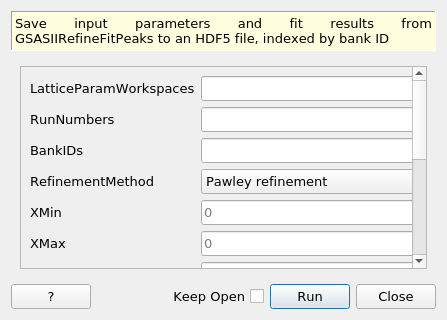 Save input parameters and fit results from
GSASIIRefineFitPeaks to an HDF5 file, indexed by bank ID
LatticeParamWorkspaces
RunNumbers
BankIDs
RefinementMethod Pawley refinement
XMin 0
XMax 0
? Keep Open Run Close